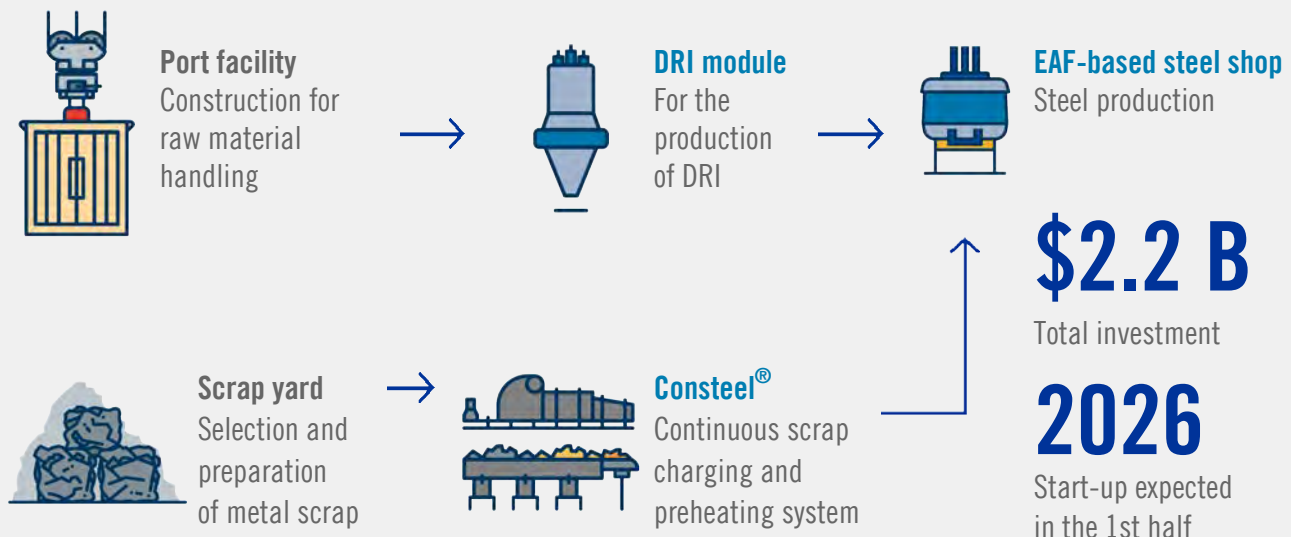 Port facility
Construction for
raw material
handling
DRI module
For the
production
of DRI
EAF-based steel shop
Steel production
$2.2 B
Total investment
Scrap yard
Selection and
preparation
of metal scrap
Consteel®
Continuous scrap
charging and
preheating system
2026
Start-up expected
in the 1st half